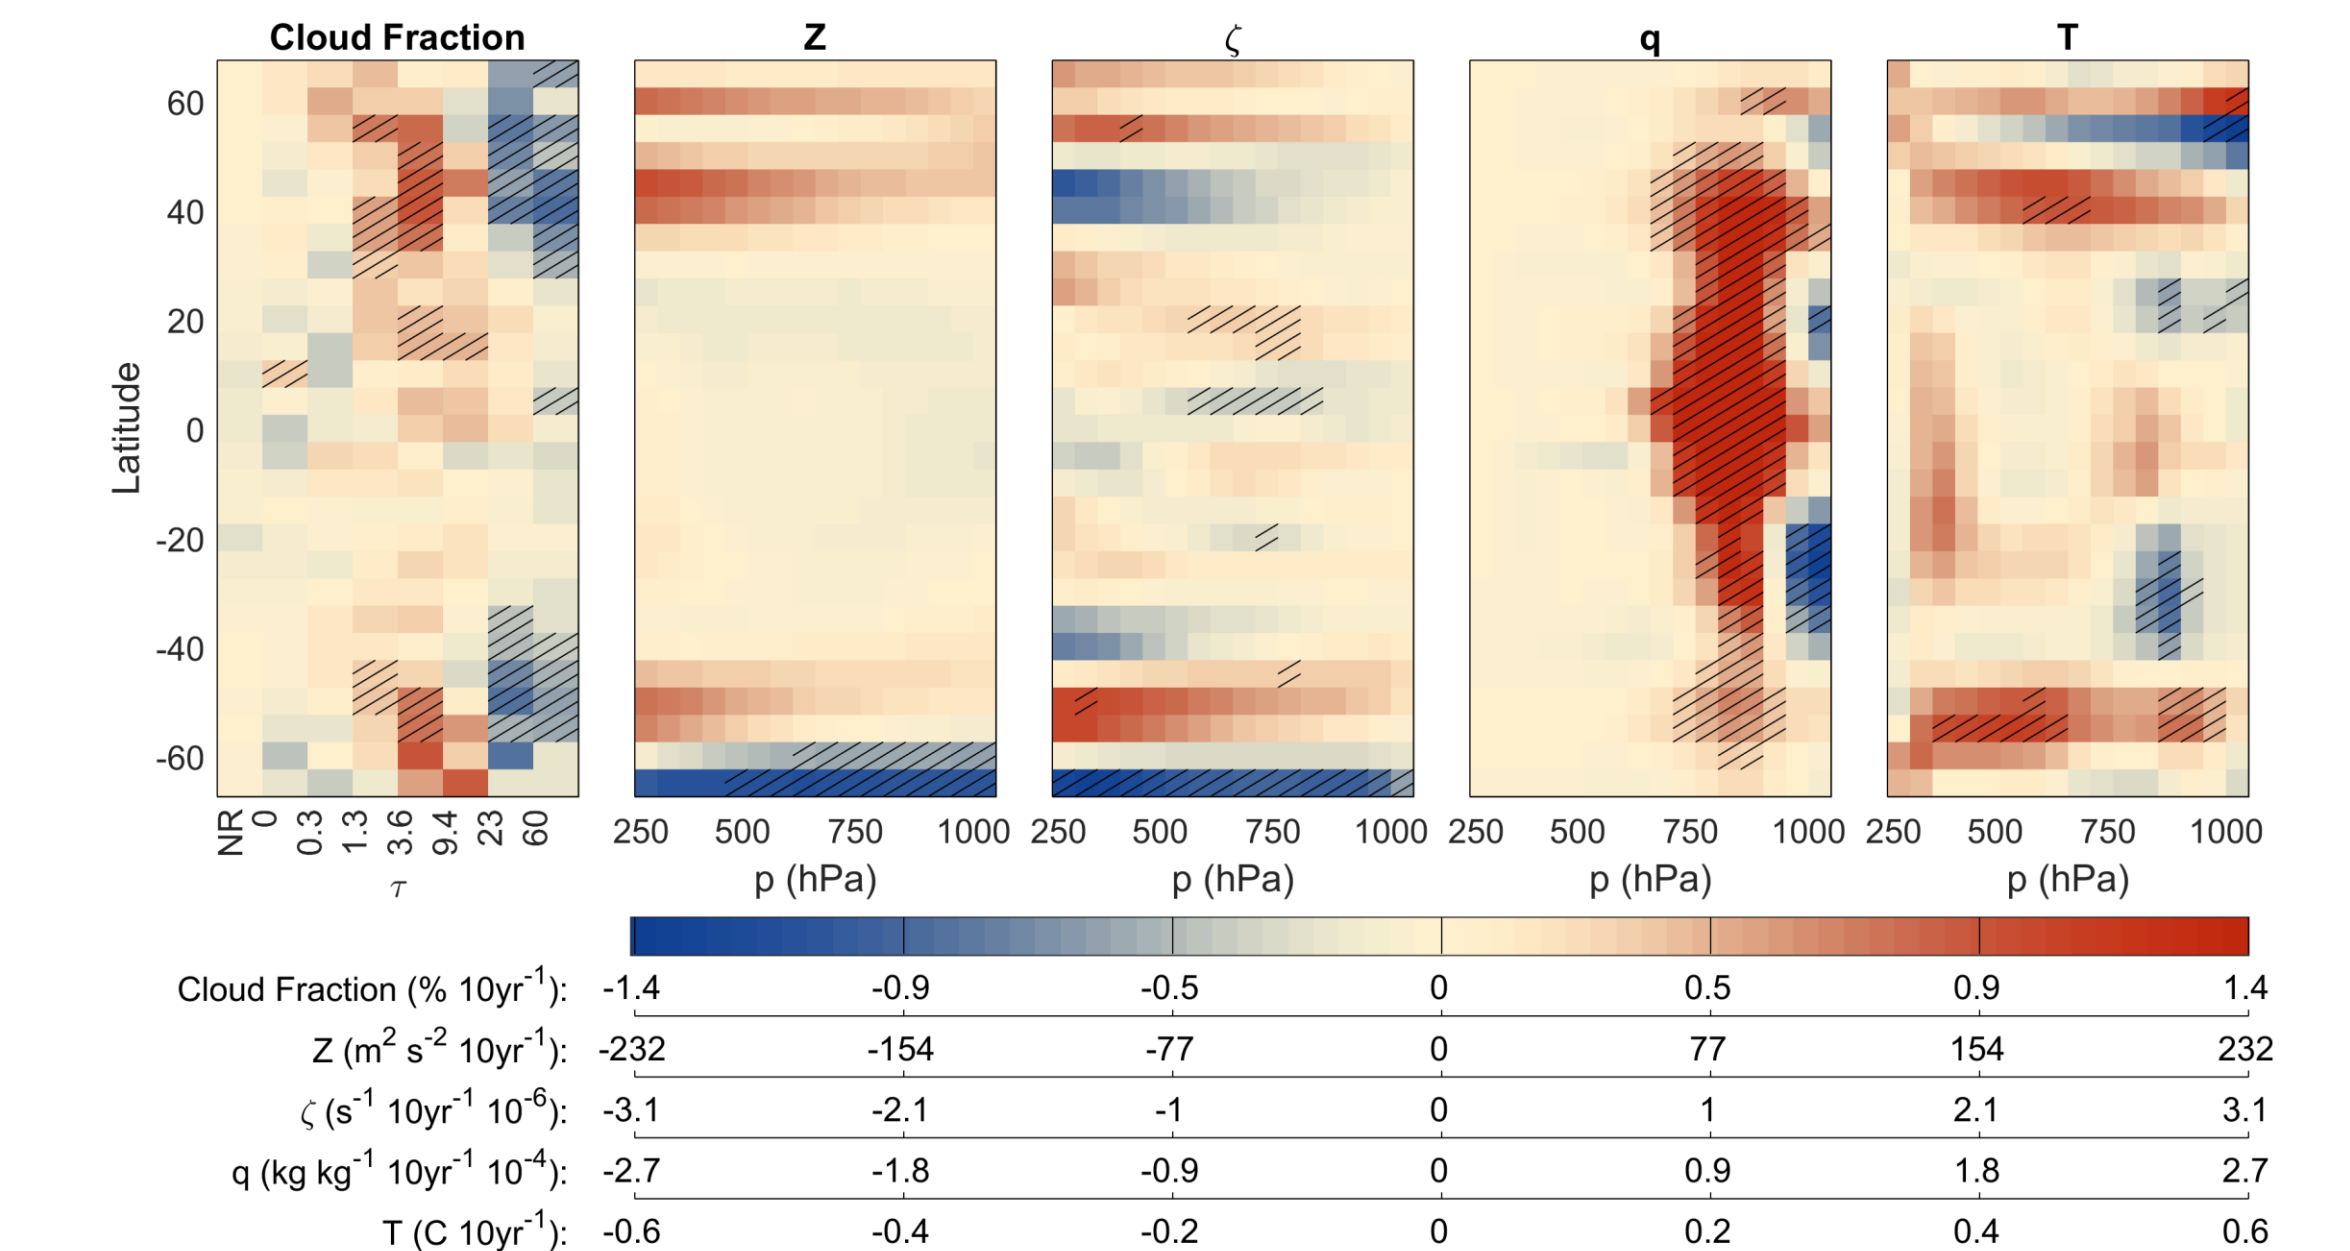 Cloud Fraction Z ζ q T
60
40
20
0
-20
-40
-60
Latitude
NR 0 0.3 1.3 3.6 9.4 23 60
250 500 750 1000 250 500 750 1000 250 500 750 1000 250 500 750 1000
τ p (hPa) p (hPa) p (hPa) p (hPa)
Cloud Fraction (% 10yr⁻¹): -1.4 -0.9 -0.5 0 0.5 0.9 1.4
Z (m² s⁻² 10yr⁻¹): -232 -154 -77 0 77 154 232
ζ (s⁻¹ 10yr⁻¹ 10⁻⁶): -3.1 -2.1 -1 0 1 2.1 3.1
q (kg kg⁻¹ 10yr⁻¹ 10⁻⁴): -2.7 -1.8 -0.9 0 0.9 1.8 2.7
T (C 10yr⁻¹): -0.6 -0.4 -0.2 0 0.2 0.4 0.6